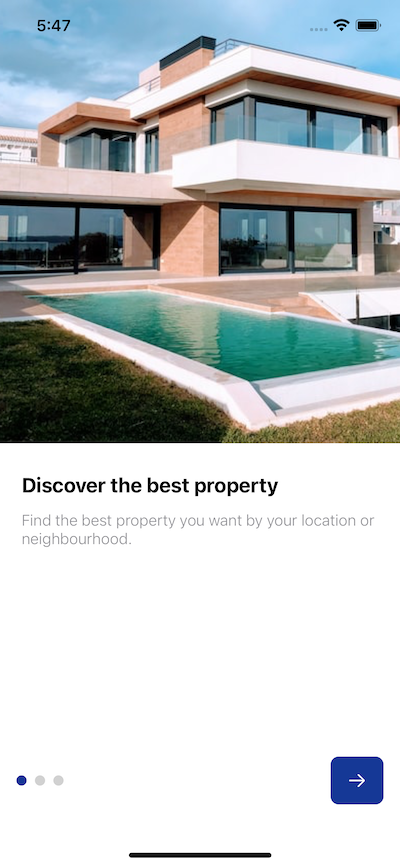 5:47
Discover the best property
Find the best property you want by your location or
neighbourhood.